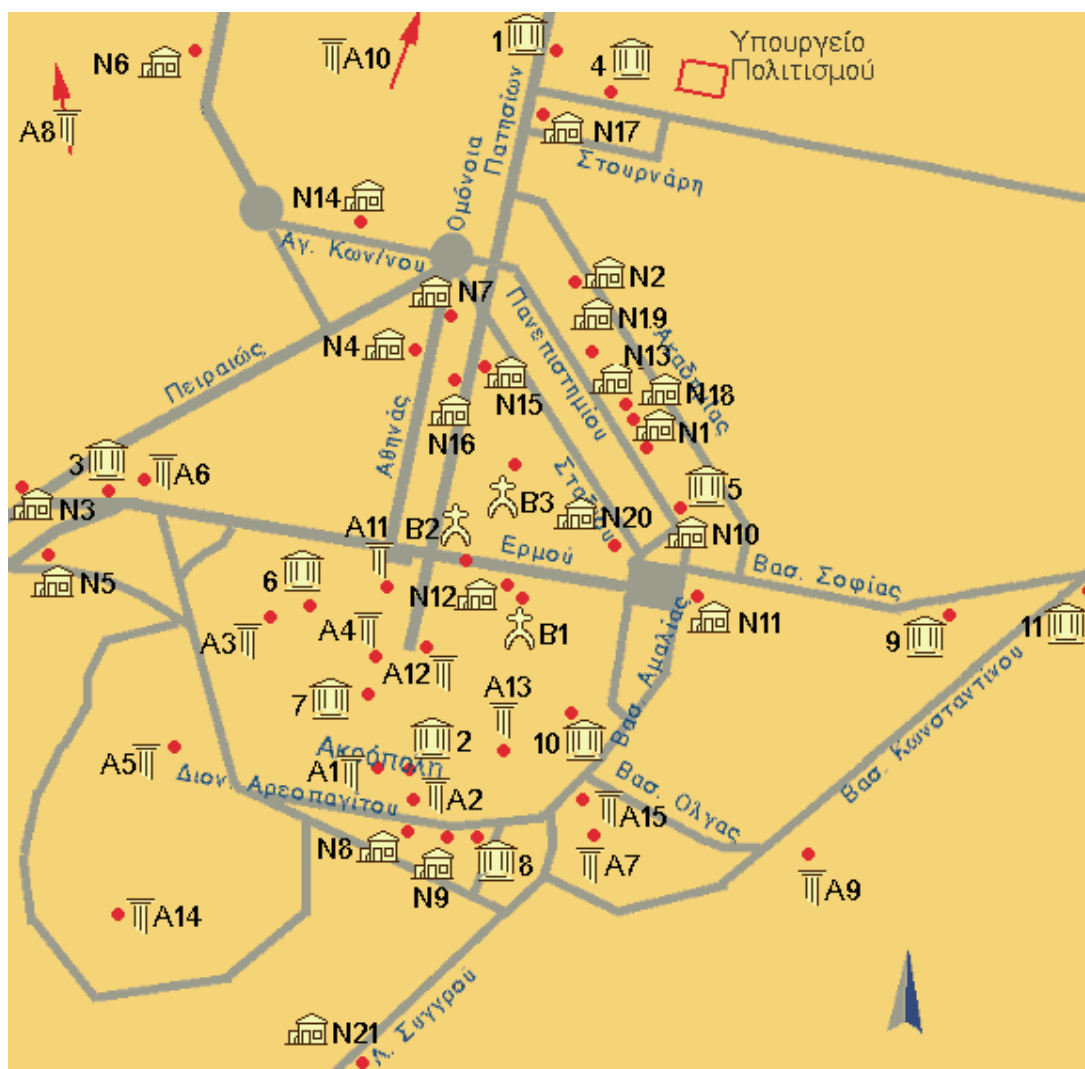 1
4
Υπουργείο
Πολιτισμού
N6
A10
A8
Πατησίων
N17
Στουρνάρη
Ομόνοια
N14
Αγ. Κων/νου
N7
N2
N19
Πανεπιστημίου
Ακαδημίας
N4
N13
N18
N1
Πειραιώς
N15
N16
Αθηνάς
3
A6
N3
5
B3
Σταδίου
N20
N10
A11
B2
Ερμού
Βασ. Σοφίας
N5
6
N12
B1
N11
9
11
A3
A4
A12
Βασ. Αμαλίας
7
A13
10
2
Ακρόπολη
A1
A5
Διον. Αρεοπαγίτου
A2
Βασ. Κωνσταντίνου
Βασ. Ολγας
A15
N8
N9
8
A7
A9
A14
N21
Λ. Συγγρού